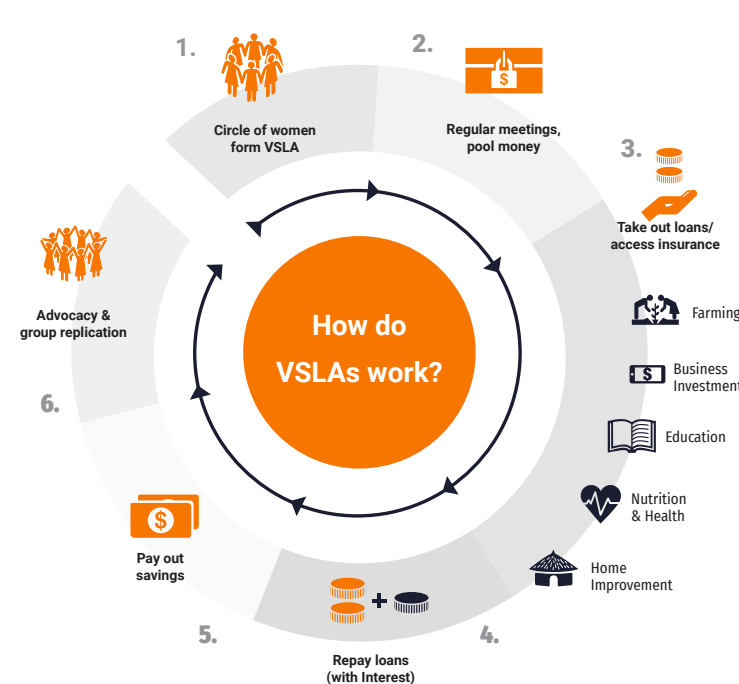 How do
VSLAs work?
1.
Circle of women
form VSLA
2.
$
Regular meetings,
pool money
3.
Take out loans/
access insurance
Farming
$
Business
Investment
Education
Nutrition
& Health
Home
Improvement
4.
+
Repay loans
(with Interest)
5.
$
Pay out
savings
6.
Advocacy &
group replication